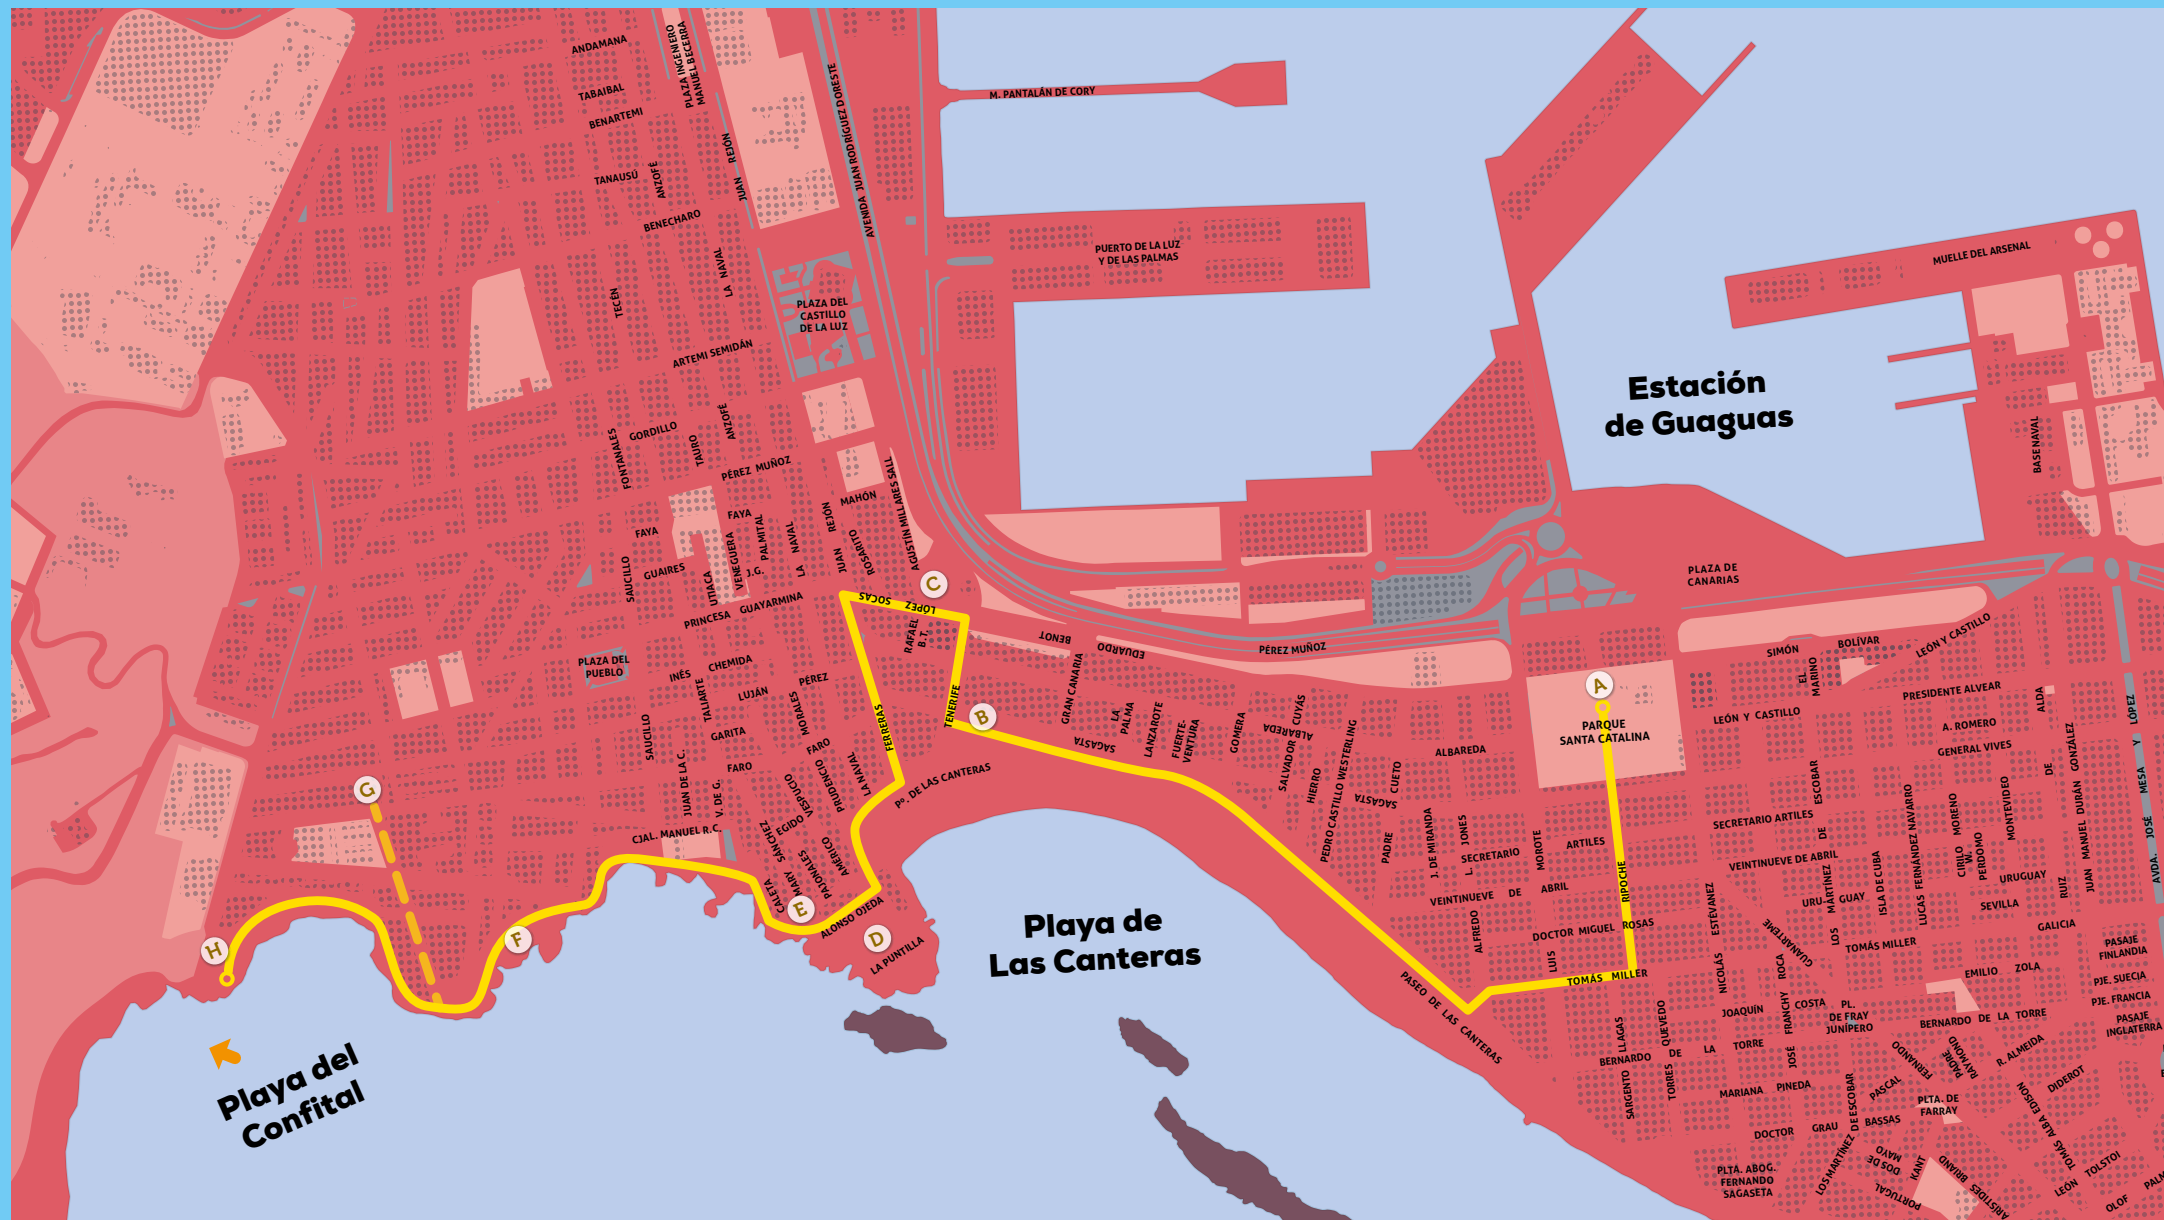 ANDAMANA
PLAZA INGENIERO
MANUEL BECERRA
TABAIBAL
BENARTEMI
M. PANTALÁN DE CORY
AVENIDA JUAN RODRÍGUEZ DORESTE
JUAN REJÓN
TANAUSÚ
ANZOFÉ
BENECHARO
LA NAVAL
TECÉN
PUERTO DE LA LUZ
Y DE LAS PALMAS
MUELLE DEL ARSENAL
PLAZA DEL
CASTILLO
DE LA LUZ
ARTEMI SEMIDÁN
Estación
de Guaguas
BASE NAVAL
ANZOFÉ
GORDILLO
FONTANALES
TAURO
PÉREZ MUÑOZ
MAHÓN
AGUSTÍN MILLARES SALL
FAYA
FAYA
PALMITAL
LA NAVAL
JUAN REJÓN
ROSARITO
VENEGUERA
J.G.
GUAIRES
SAUCILLO
UTIACA
PRINCESA GUAYARMINA
C
LÓPEZ SOCAS
RAFAEL
B.T.
BENOT
EDUARDO
PÉREZ MUÑOZ
PLAZA DE
CANARIAS
SIMÓN BOLÍVAR
LEÓN Y CASTILLO
EL
MARINO
PRESIDENTE ALVEAR
LEÓN Y CASTILLO
A. ROMERO
GENERAL VIVES
ALDA
A
PARQUE
SANTA CATALINA
PLAZA DEL
PUEBLO
INÉS CHEMIDA
TALIARTE
LUJÁN PÉREZ
MORALES
GARITA
FARO
FARO
SAUCILLO
JUAN DE LA C.
V. DE G.
VESPUCIO
PRUDENCIO
LA NAVAL
FERRERAS
TENERIFE
B
Pº. DE LAS CANTERAS
GRAN CANARIA
LA
PALMA
SAGASTA
LANZAROTE
FUERTE-
VENTURA
GOMERA
ALBAREDA
SALVADOR CUYÁS
HIERRO
PEDRO CASTILLO WESTERLING
SAGASTA
PADRE CUETO
ALBAREDA
J. DE MIRANDA
L. JONES
SECRETARIO ARTILES
MOROTE
LUIS
VEINTINUEVE DE ABRIL
ALFREDO
DOCTOR MIGUEL ROSAS
RIPOCHE
TOMÁS MILLER
PASEO DE LAS CANTERAS
SECRETARIO ARTILES
VEINTINUEVE DE ABRIL
LOS MARTÍNEZ DE ESCOBAR
URUGUAY
URUGUAY
ISLA DE CUBA
LUCAS FERNÁNDEZ NAVARRO
CIRILO MORENO
W.
PERDOMO
MONTEVIDEO
SEVILLA
RUIZ DE
JUAN MANUEL DURÁN GONZÁLEZ
AVDA. JOSÉ MESA Y LÓPEZ
GALICIA
PASAJE
FINLANDIA
PJE. SUECIA
PJE. FRANCIA
PASAJE
INGLATERRA
NICOLÁS ESTÉVANEZ
GUANARTEME
TOMÁS MILLER
EMILIO ZOLA
JOAQUÍN COSTA
JOSÉ FRANCHY ROCA
PL.
DE FRAY
JUNÍPERO
BERNARDO DE LA TORRE
BERNARDO DE LA TORRE
SARGENTO LLAGAS
TORRES QUEVEDO
MARIANA PINEDA
FERNANDO
PADRE
RAYMOND
R. ALMEIDA
DIDEROT
PASCAL
PLTA. DE
FARRAY
BASSAS
DOCTOR GRAU
LOS MARTÍNEZ DE ESCOBAR
DOS DE
MAYO
PLTA. ABOG.
FERNANDO
SAGASETA
PORTUGAL
KANT
ARISTIDES BRIAND
TOMÁS ALBA EDISON
LEÓN TOLSTOI
OLOF PALM
G
CJAL. MANUEL R.C.
SÁNCHEZ
EGIDO
CALETA
MARY
PAJONALES
AMÉRICO
E
ALONSO OJEDA
D
LA PUNTILLA
F
H
Playa de
Las Canteras
Playa del
Confital